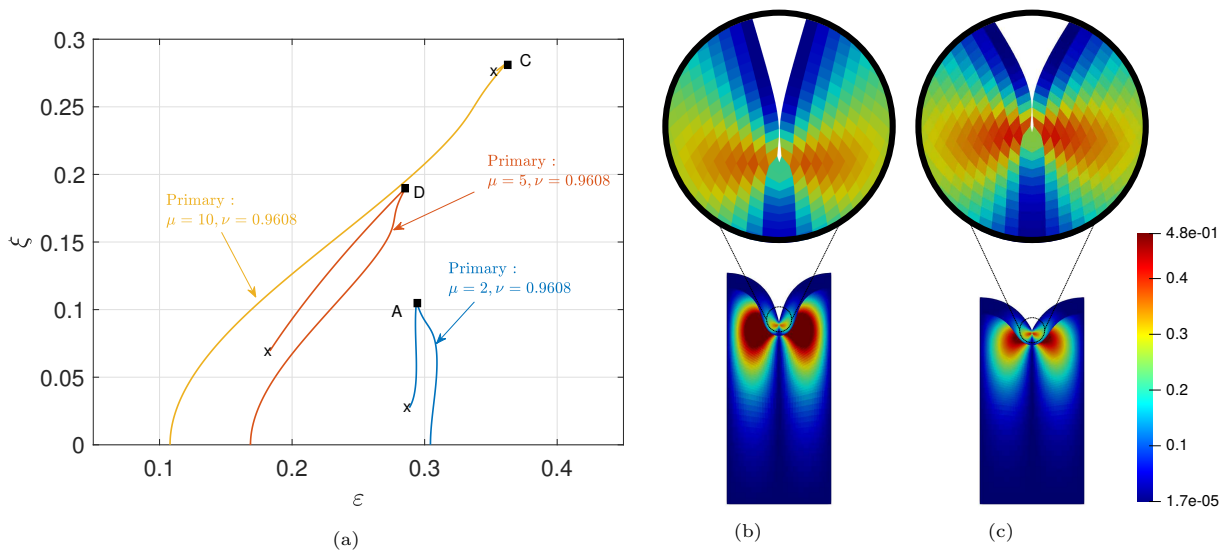 0.3
0.25
0.2
0.15
0.1
0.05
0
ξ
0.1
0.2
0.3
0.4
ε
x
C
Primary :
μ = 5, ν = 0.9608
D
Primary :
μ = 10, ν = 0.9608
Primary :
μ = 2, ν = 0.9608
A
x
x
(a)
(b)
(c)
4.8e-01
0.4
0.3
0.2
0.1
1.7e-05